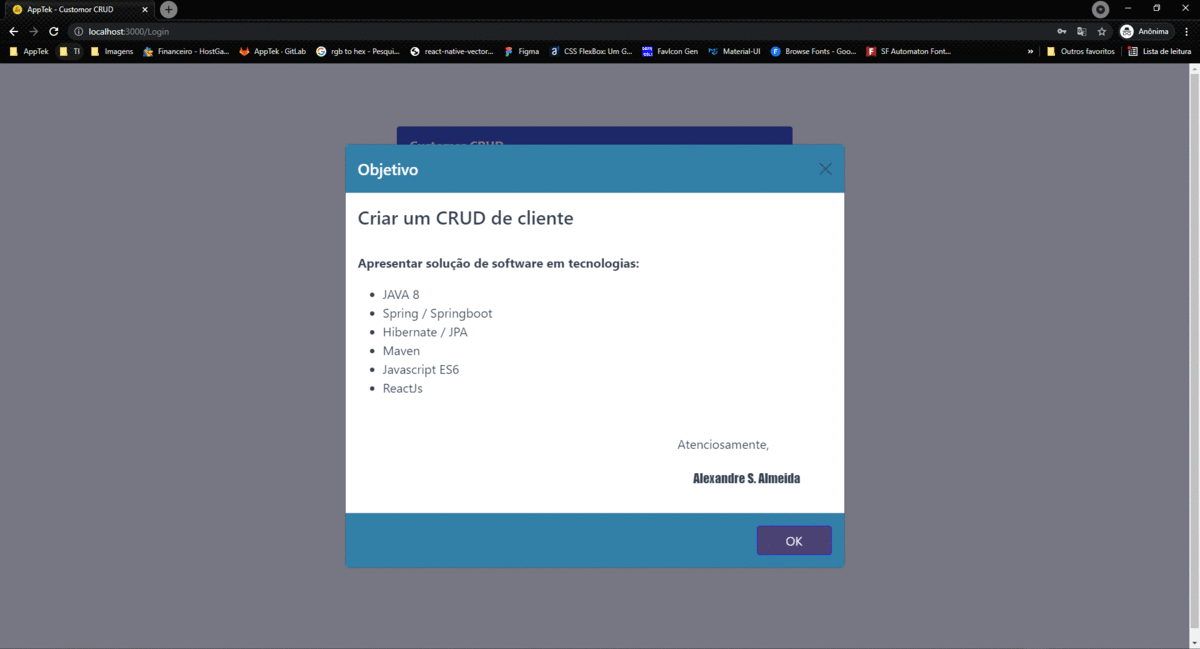 AppTek - Customor CRUD
localhost:3000/Login
Anônima
AppTek
TI
Imagens
Financeiro - HostGa...
AppTek - GitLab
rgb to hex - Pesqui...
react-native-vector...
Figma
CSS FlexBox: Um G...
FavIcon Gen
Material-UI
Browse Fonts - Goo...
SF Automaton Font...
»
Outros favoritos
Lista de leitura
Customor CRUD
Objetivo
Criar um CRUD de cliente
Apresentar solução de software em tecnologias:
JAVA 8
Spring / Springboot
Hibernate / JPA
Maven
Javascript ES6
ReactJs
Atenciosamente,
Alexandre S. Almeida
OK